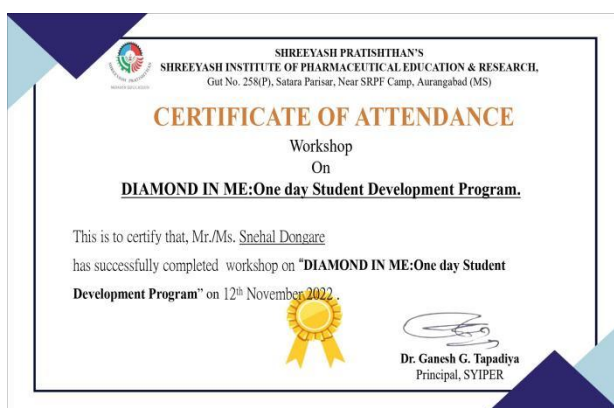 SHREEYASH PRATISHTHAN'S
SHREEYASH INSTITUTE OF PHARMACEUTICAL EDUCATION & RESEARCH,
Gut No. 258(P), Satara Parisar, Near SRPF Camp, Aurangabad (MS)
CERTIFICATE OF ATTENDANCE
Workshop
On
DIAMOND IN ME:One day Student Development Program.
This is to certify that, Mr./Ms. Snehal Dongare
has successfully completed workshop on "DIAMOND IN ME:One day Student
Development Program" on 12th November 2022 .
Dr. Ganesh G. Tapadiya
Principal, SYIPER